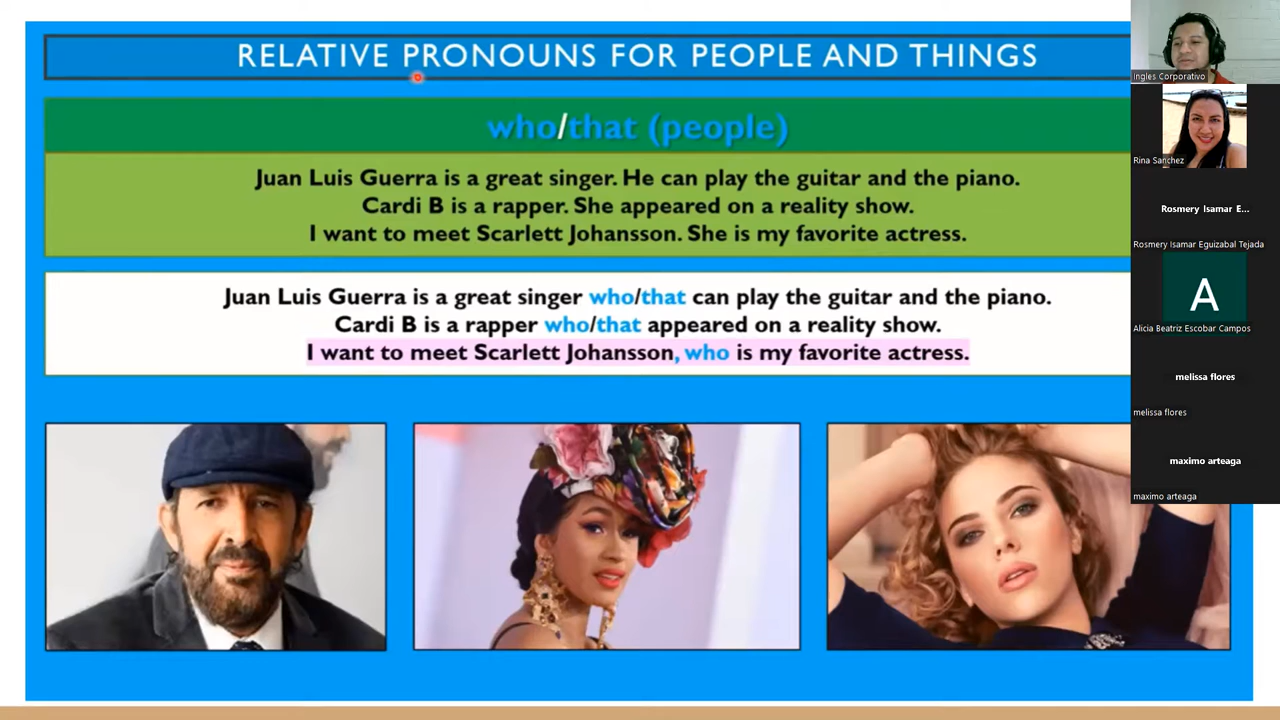 RELATIVE PRONOUNS FOR PEOPLE AND THINGS
who/that (people)
Juan Luis Guerra is a great singer. He can play the guitar and the piano.
Cardi B is a rapper. She appeared on a reality show.
I want to meet Scarlett Johansson. She is my favorite actress.
Juan Luis Guerra is a great singer who/that can play the guitar and the piano.
Cardi B is a rapper who/that appeared on a reality show.
I want to meet Scarlett Johansson, who is my favorite actress.
Ingles Corporativo
Rina Sanchez
Rosmery Isamar E...
Rosmery Isamar Eguizabal Tejada
A
Alicia Beatriz Escobar Campos
melissa flores
melissa flores
maximo arteaga
maximo arteaga